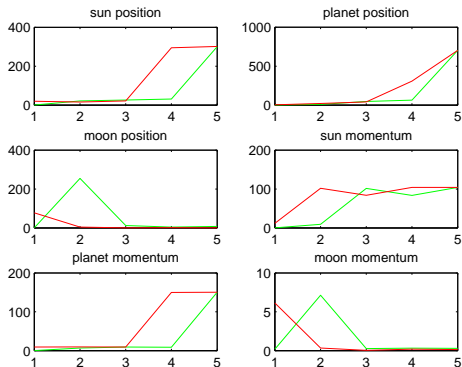 sun position
400
200
0
1 2 3 4 5
planet position
1000
500
0
1 2 3 4 5
moon position
400
200
0
1 2 3 4 5
sun momentum
200
100
0
1 2 3 4 5
planet momentum
200
100
0
1 2 3 4 5
moon momentum
10
5
0
1 2 3 4 5